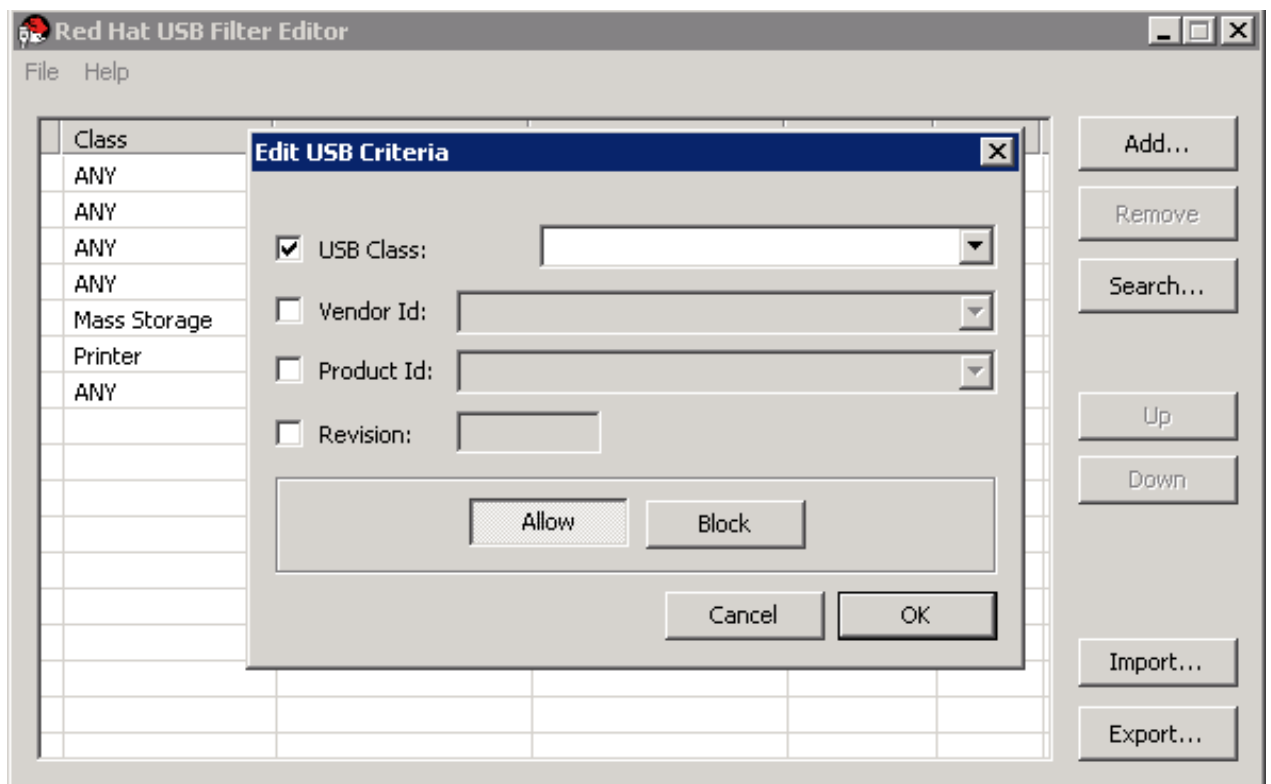 Red Hat USB Filter Editor
File Help
Class
ANY
ANY
ANY
ANY
Mass Storage
Printer
ANY
Edit USB Criteria
USB Class:
Vendor Id:
Product Id:
Revision:
Allow Block
Cancel OK
Add...
Remove
Search...
Up
Down
Import...
Export...